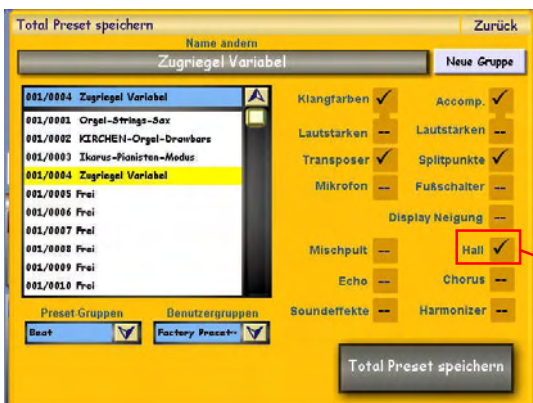 Total Preset speichern
Zurück
Name ändern
Zugriegel Variabel
Neue Gruppe
001/0004 Zugriegel Variabel
001/0001 Orgel-Strings-Sax
001/0002 KIRCHEN-Orgel-Drawbars
001/0003 Ikarus-Pianisten-Modus
001/0004 Zugriegel Variabel
001/0005 Frei
001/0006 Frei
001/0007 Frei
001/0008 Frei
001/0009 Frei
001/0010 Frei
Preset Gruppen
Benutzergruppen
Beat
Factory Preset--
Klangfarben
Accomp.
Lautstärken --
Lautstärken --
Transposer
Splitpunkte
Mikrofon --
Fußschalter --
Display Neigung --
Mischpult --
Hall
Echo --
Chorus --
Soundeffekte --
Harmonizer --
Total Preset speichern